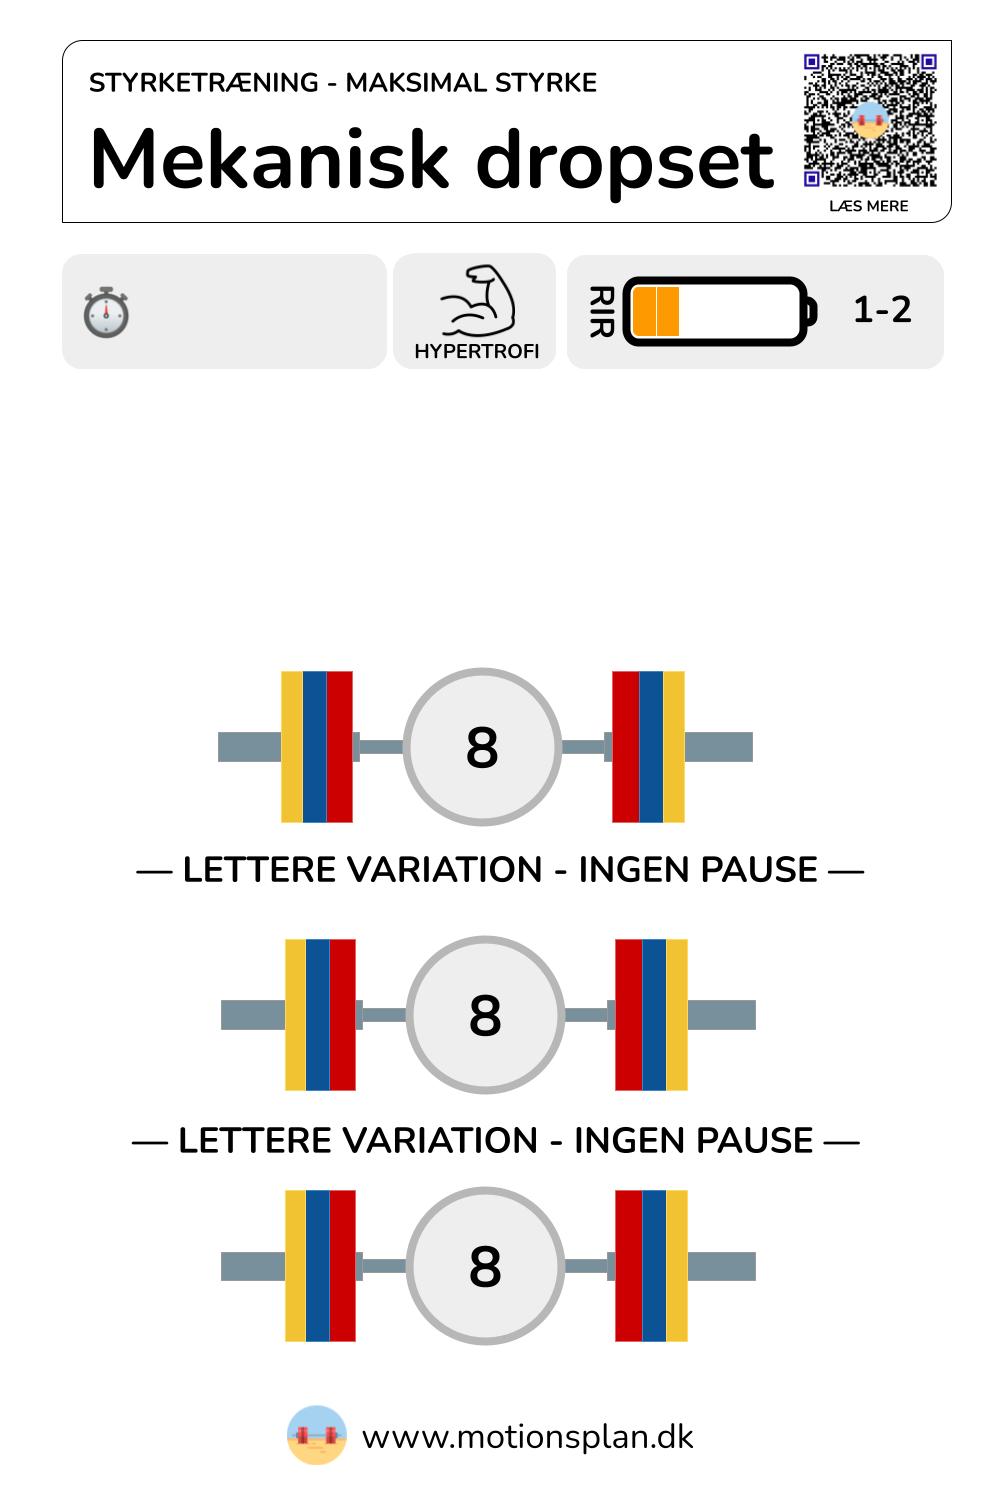 STYRKETRÆNING - MAKSIMAL STYRKE
Mekanisk dropset
LÆS MERE
HYPERTROFI
RIR
1-2
8
— LETTERE VARIATION - INGEN PAUSE —
8
— LETTERE VARIATION - INGEN PAUSE —
8
www.motionsplan.dk